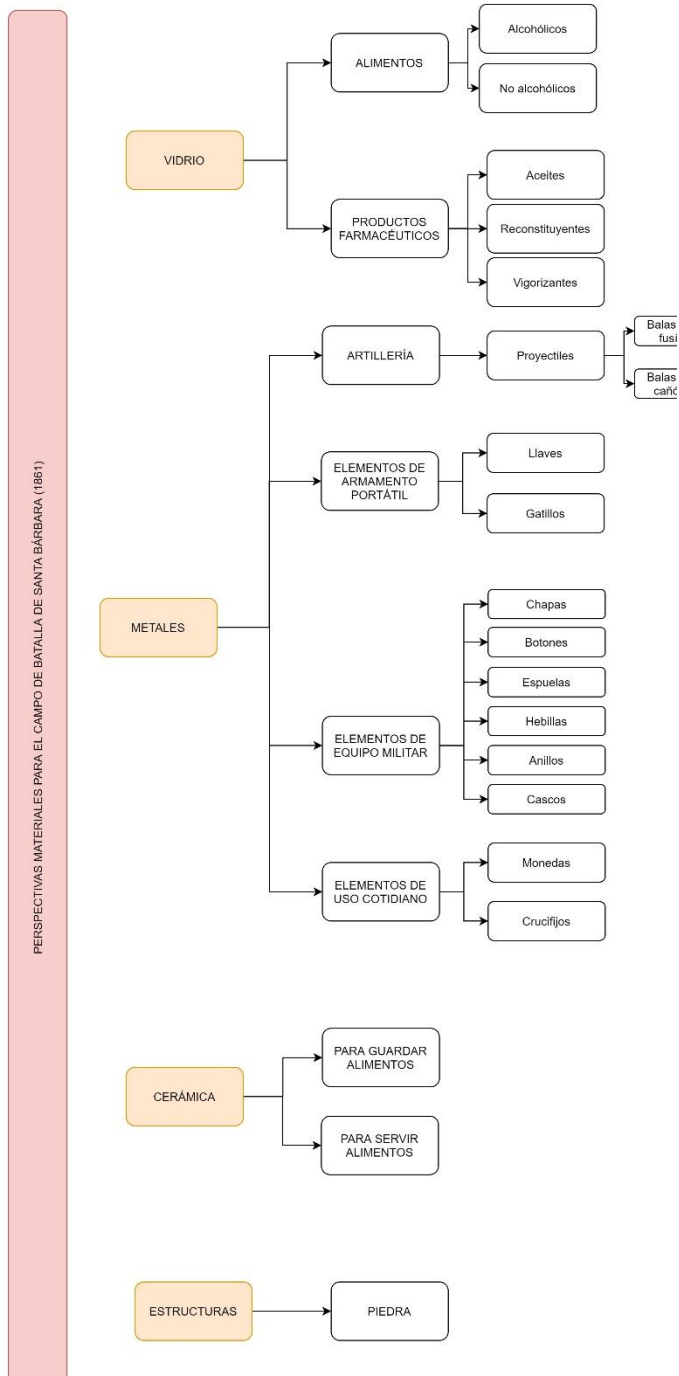 PERSPECTIVAS MATERIALES PARA EL CAMPO DE BATALLA DE SANTA BÁRBARA (1861)
VIDRIO
ALIMENTOS
Alcohólicos
No alcohólicos
PRODUCTOS
FARMACÉUTICOS
Aceites
Reconstituyentes
Vigorizantes
METALES
ARTILLERÍA
Proyectiles
Balas
Balas
ELEMENTOS DE
ARMAMENTO
PORTÁTIL
Llaves
Gatillos
ELEMENTOS DE
EQUIPO MILITAR
Chapas
Botones
Espuelas
Hebillas
Anillos
Cascos
ELEMENTOS DE
USO COTIDIANO
Monedas
Crucifijos
CERÁMICA
PARA GUARDAR
ALIMENTOS
PARA SERVIR
ALIMENTOS
ESTRUCTURAS
PIEDRA